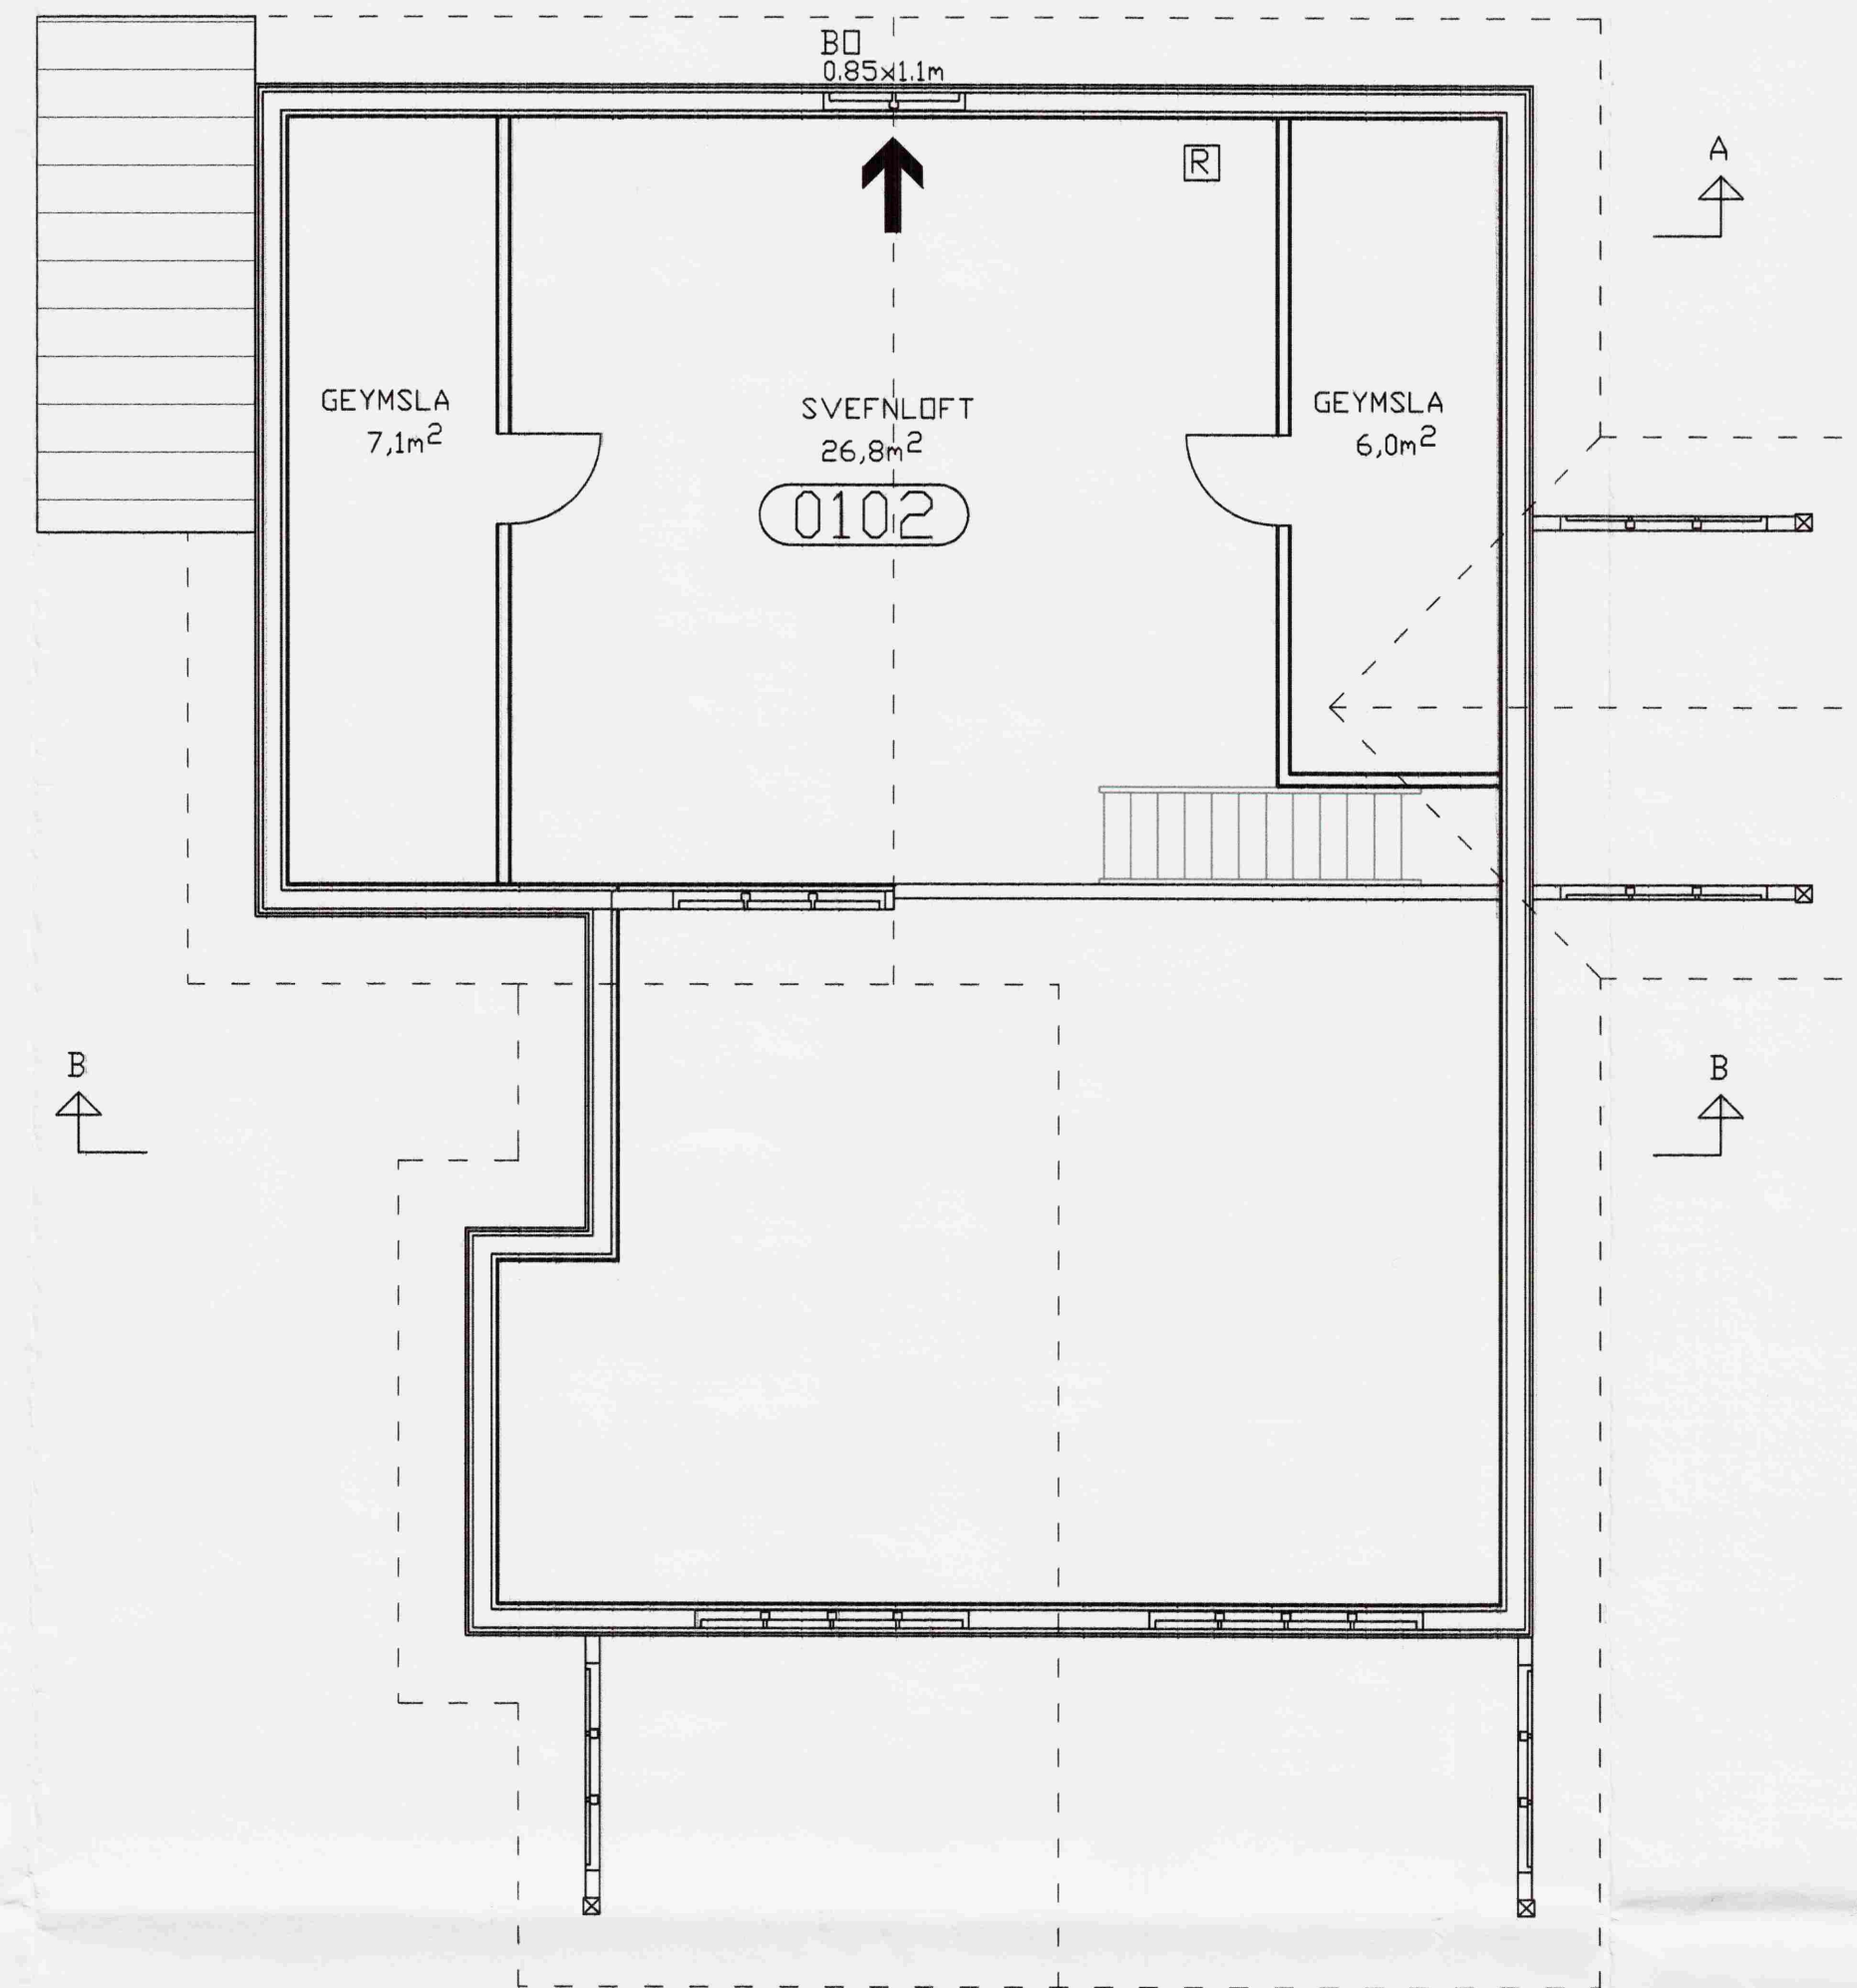 BO
0.85x1.1m
R
A
GEYMSLA
7,1m²
SVEFNLOFT
26,8m²
0102
GEYMSLA
6,0m²
B
B